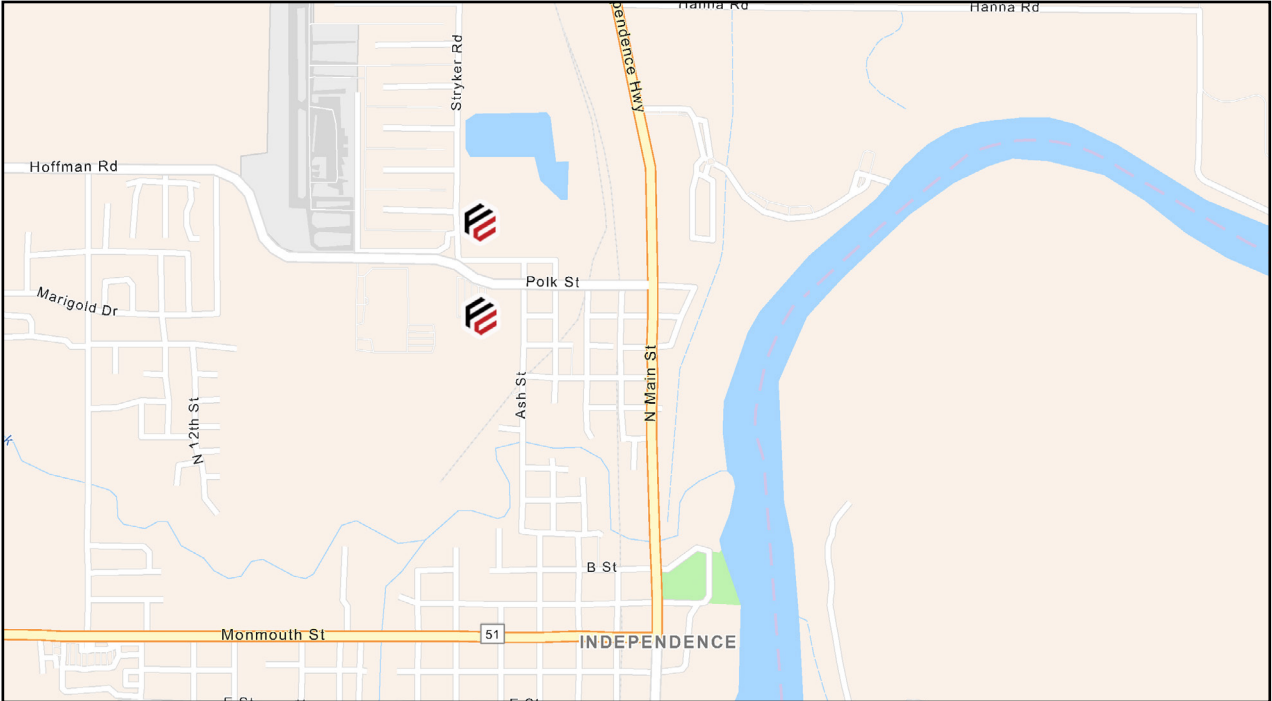 Hanna Rd
Hanna Rd
pendence Hwy
Stryker Rd
Hoffman Rd
Polk St
Marigold Dr
N Main St
Ash St
N 12th St
B St
Monmouth St
51
INDEPENDENCE